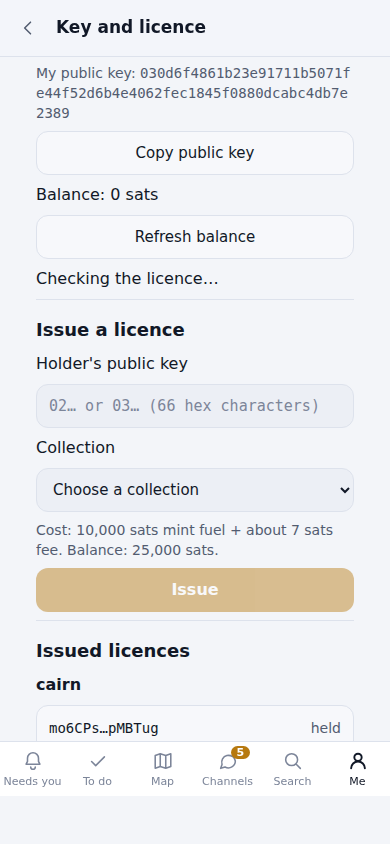 Key and licence
My public key: 030d6f4861b23e91711b5071f
e44f52d6b4e4062fec1845f0880dcabc4db7e
2389
Copy public key
Balance: 0 sats
Refresh balance
Checking the licence…
Issue a licence
Holder's public key
02… or 03… (66 hex characters)
Collection
Choose a collection
Cost: 10,000 sats mint fuel + about 7 sats
fee. Balance: 25,000 sats.
Issue
Issued licences
cairn
mo6CPs…pMBTug held
5
Needs you To do Map Channels Search Me